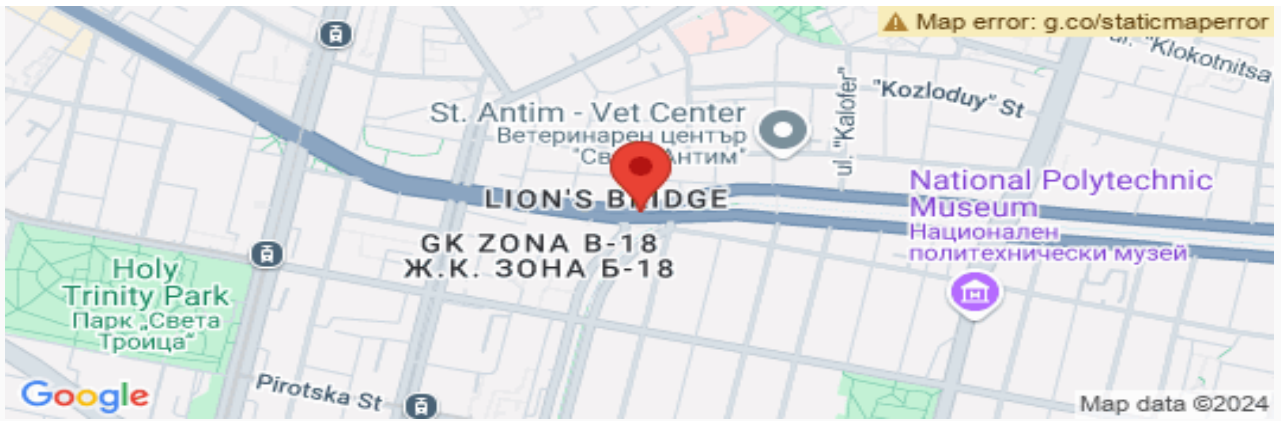 Map error: g.co/staticmaperror
ul. "Klokotnitsa
"Kozloduy" St
ul. "Kalofer"
St. Antim - Vet Center
Ветеринарен център
Антим"
LION'S BRIDGE
National Polytechnic
Museum
Национален
политехнически музей
GK ZONA B-18
Ж.К. ЗОНА Б-18
Holy
Trinity Park
Парк „Света
Троица"
Pirotska St
Google
Map data ©2024